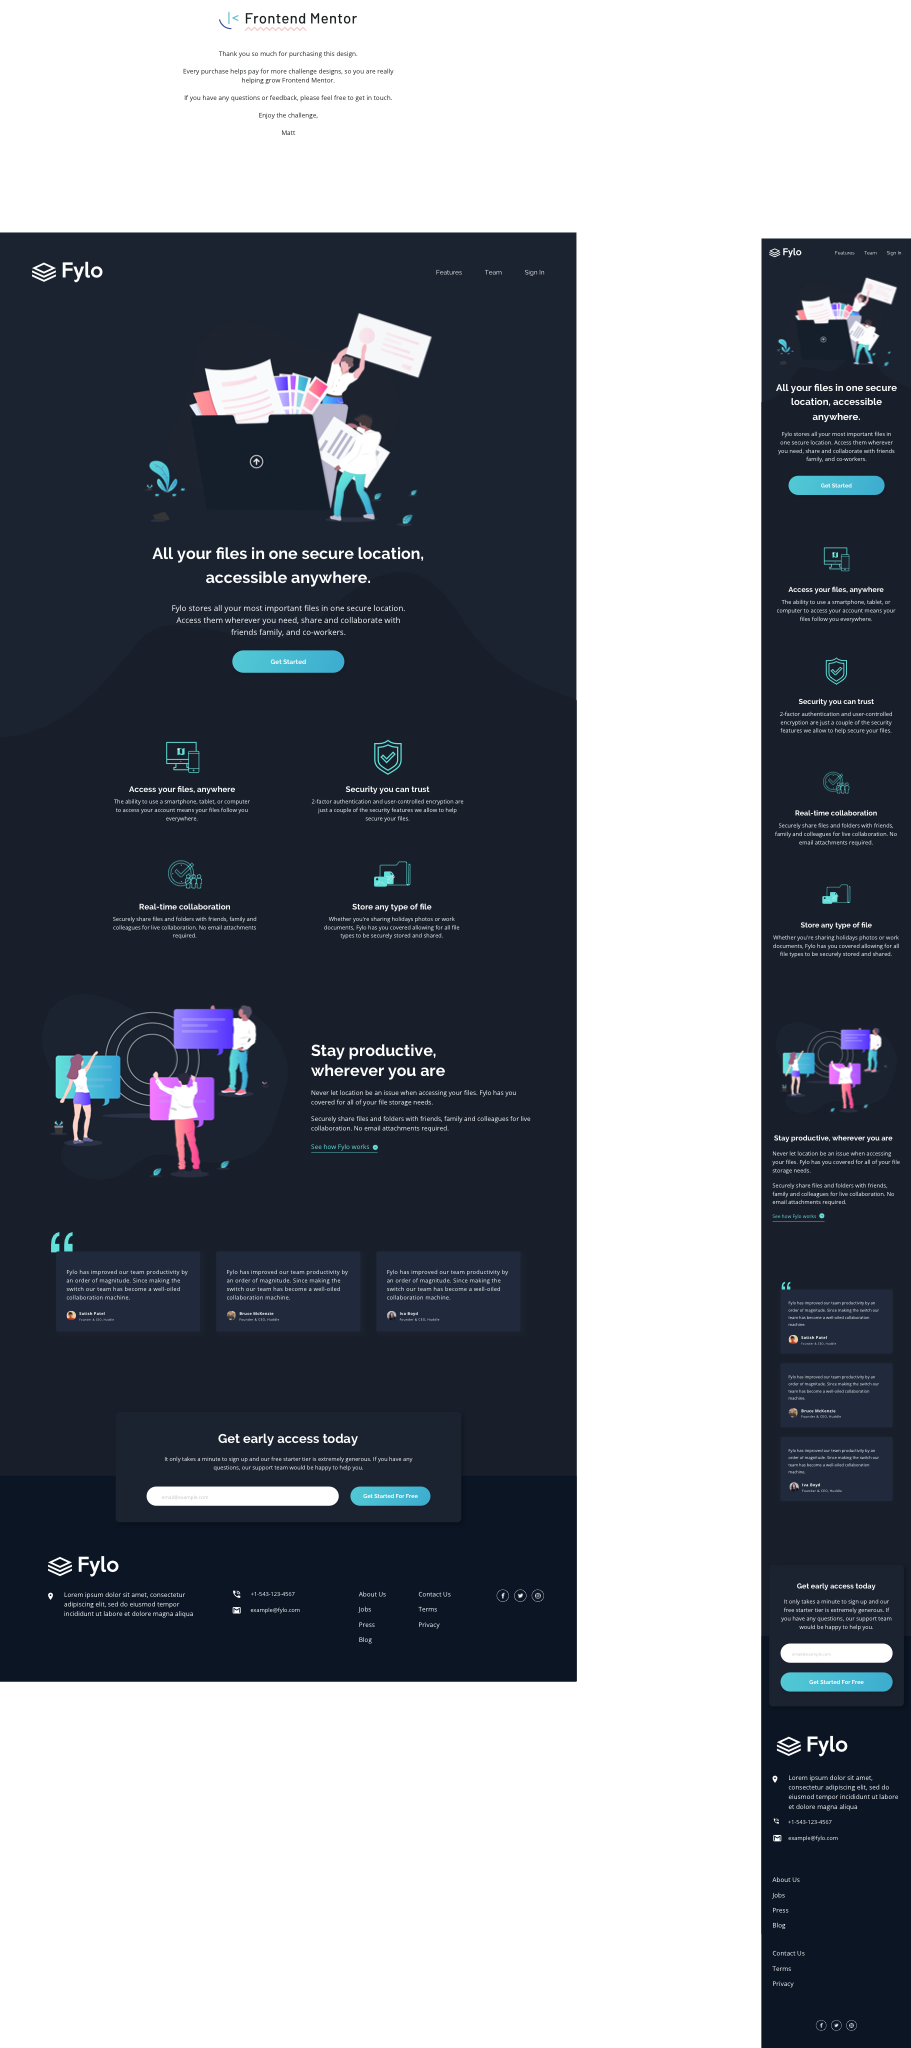 Frontend Mentor
Thank you so much for purchasing this design.
Every purchase helps pay for more challenge designs, so you are really
helping grow Frontend Mentor.
If you have any questions or feedback, please feel free to get in touch.
Enjoy the challenge,
Matt
Fylo
Features
Team
Sign In
All your files in one secure location,
accessible anywhere.
Fylo stores all your most important files in one secure location.
Access them wherever you need, share and collaborate with
friends family, and co-workers.
Get Started
Access your files, anywhere
The ability to use a smartphone, tablet, or computer
to access your account means your files follow you
everywhere.
Security you can trust
2-factor authentication and user-controlled encryption are
just a couple of the security features we allow to help
secure your files.
Real-time collaboration
Securely share files and folders with friends, family and
colleagues for live collaboration. No email attachments
required.
Store any type of file
Whether you're sharing holidays photos or work
documents, Fylo has you covered allowing for all file
types to be securely stored and shared.
Stay productive,
wherever you are
Never let location be an issue when accessing your files. Fylo has you
covered for all of your file storage needs.
Securely share files and folders with friends, family and colleagues for live
collaboration. No email attachments required.
See how Fylo works
Fylo has improved our team productivity by
an order of magnitude. Since making the
switch our team has become a well-oiled
collaboration machine.
Satish Patel
Founder & CEO, Huddle
Fylo has improved our team productivity by
an order of magnitude. Since making the
switch our team has become a well-oiled
collaboration machine.
Bruce McKenzie
Founder & CEO, Huddle
Fylo has improved our team productivity by
an order of magnitude. Since making the
switch our team has become a well-oiled
collaboration machine.
Iva Boyd
Founder & CEO, Huddle
Get early access today
It only takes a minute to sign up and our free starter tier is extremely generous. If you have any
questions, our support team would be happy to help you.
email@example.com
Get Started For Free
Fylo
Lorem ipsum dolor sit amet, consectetur
adipiscing elit, sed do eiusmod tempor
incididunt ut labore et dolore magna aliqua
+1-543-123-4567
example@fylo.com
About Us
Jobs
Press
Blog
Contact Us
Terms
Privacy
Fylo
Features
Team
Sign In
All your files in one secure
location, accessible
anywhere.
Fylo stores all your most important files in
one secure location. Access them wherever
you need, share and collaborate with friends
family, and co-workers.
Get Started
Access your files, anywhere
The ability to use a smartphone, tablet, or
computer to access your account means your
files follow you everywhere.
Security you can trust
2-factor authentication and user-controlled
encryption are just a couple of the security
features we allow to help secure your files.
Real-time collaboration
Securely share files and folders with friends,
family and colleagues for live collaboration. No
email attachments required.
Store any type of file
Whether you're sharing holidays photos or work
documents, Fylo has you covered allowing for all
file types to be securely stored and shared.
Stay productive, wherever you are
Never let location be an issue when accessing
your files. Fylo has you covered for all of your file
storage needs.
Securely share files and folders with friends,
family and colleagues for live collaboration. No
email attachments required.
See how Fylo works
Fylo has improved our team productivity by an
order of magnitude. Since making the switch our
team has become a well-oiled collaboration
machine.
Satish Patel
Founder & CEO, Huddle
Fylo has improved our team productivity by an
order of magnitude. Since making the switch our
team has become a well-oiled collaboration
machine.
Bruce McKenzie
Founder & CEO, Huddle
Fylo has improved our team productivity by an
order of magnitude. Since making the switch our
team has become a well-oiled collaboration
machine.
Iva Boyd
Founder & CEO, Huddle
Get early access today
It only takes a minute to sign up and our
free starter tier is extremely generous. If
you have any questions, our support team
would be happy to help you.
email@example.com
Get Started For Free
Fylo
Lorem ipsum dolor sit amet,
consectetur adipiscing elit, sed do
eiusmod tempor incididunt ut labore
et dolore magna aliqua
+1-543-123-4567
example@fylo.com
About Us
Jobs
Press
Blog
Contact Us
Terms
Privacy